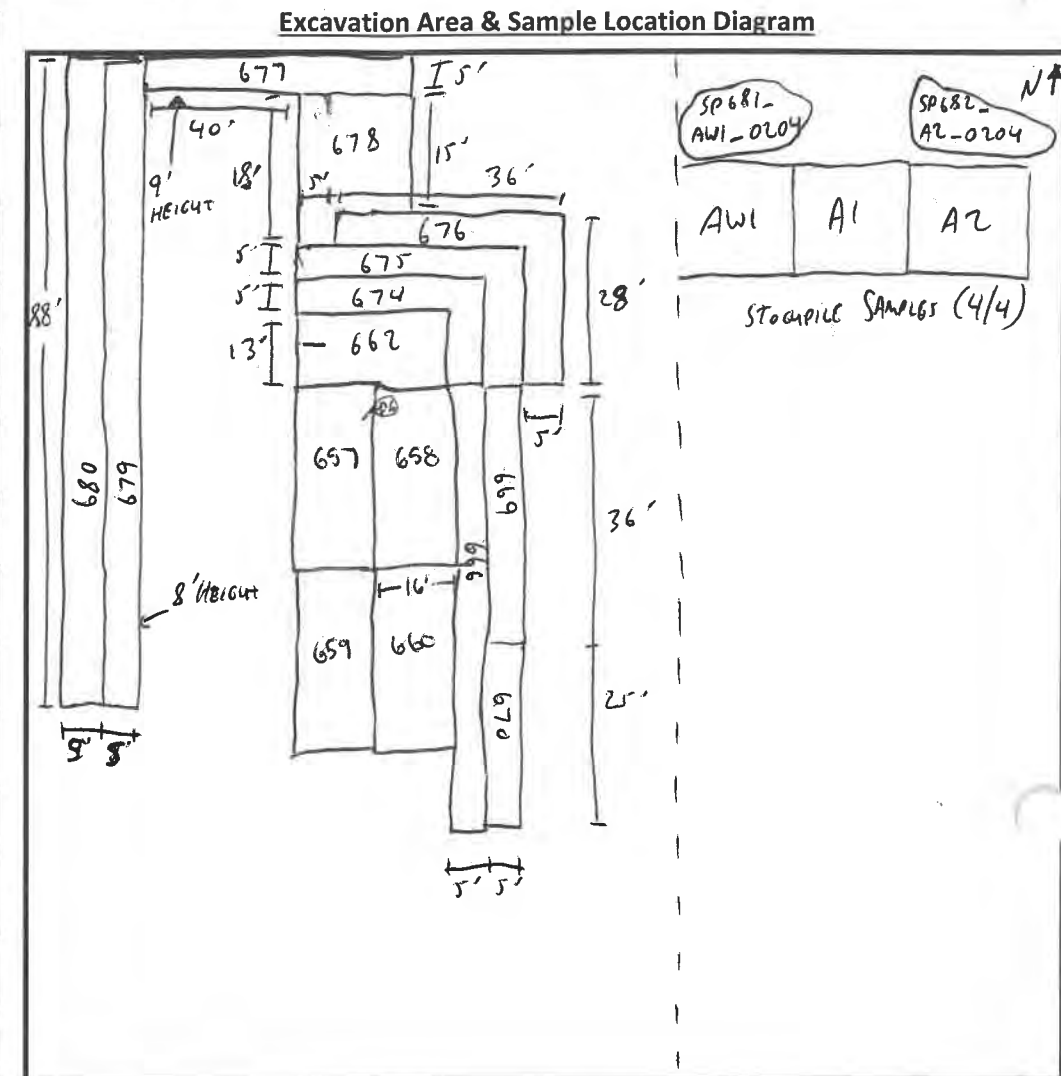 Excavation Area & Sample Location Diagram
N
677
5'
SP681_
AW1_0204
SP682_
A2_0204
40'
678
15'
9'
HEIGHT
18'
5'
36'
AW1
A1
A2
676
5'
675
28'
STOCKPILE SAMPLES (4/4)
88'
5'
674
13'
662
5'
657
658
669
680
679
36'
666
16'
8' HEIGHT
659
660
670
25'
9'
8'
5'
5'